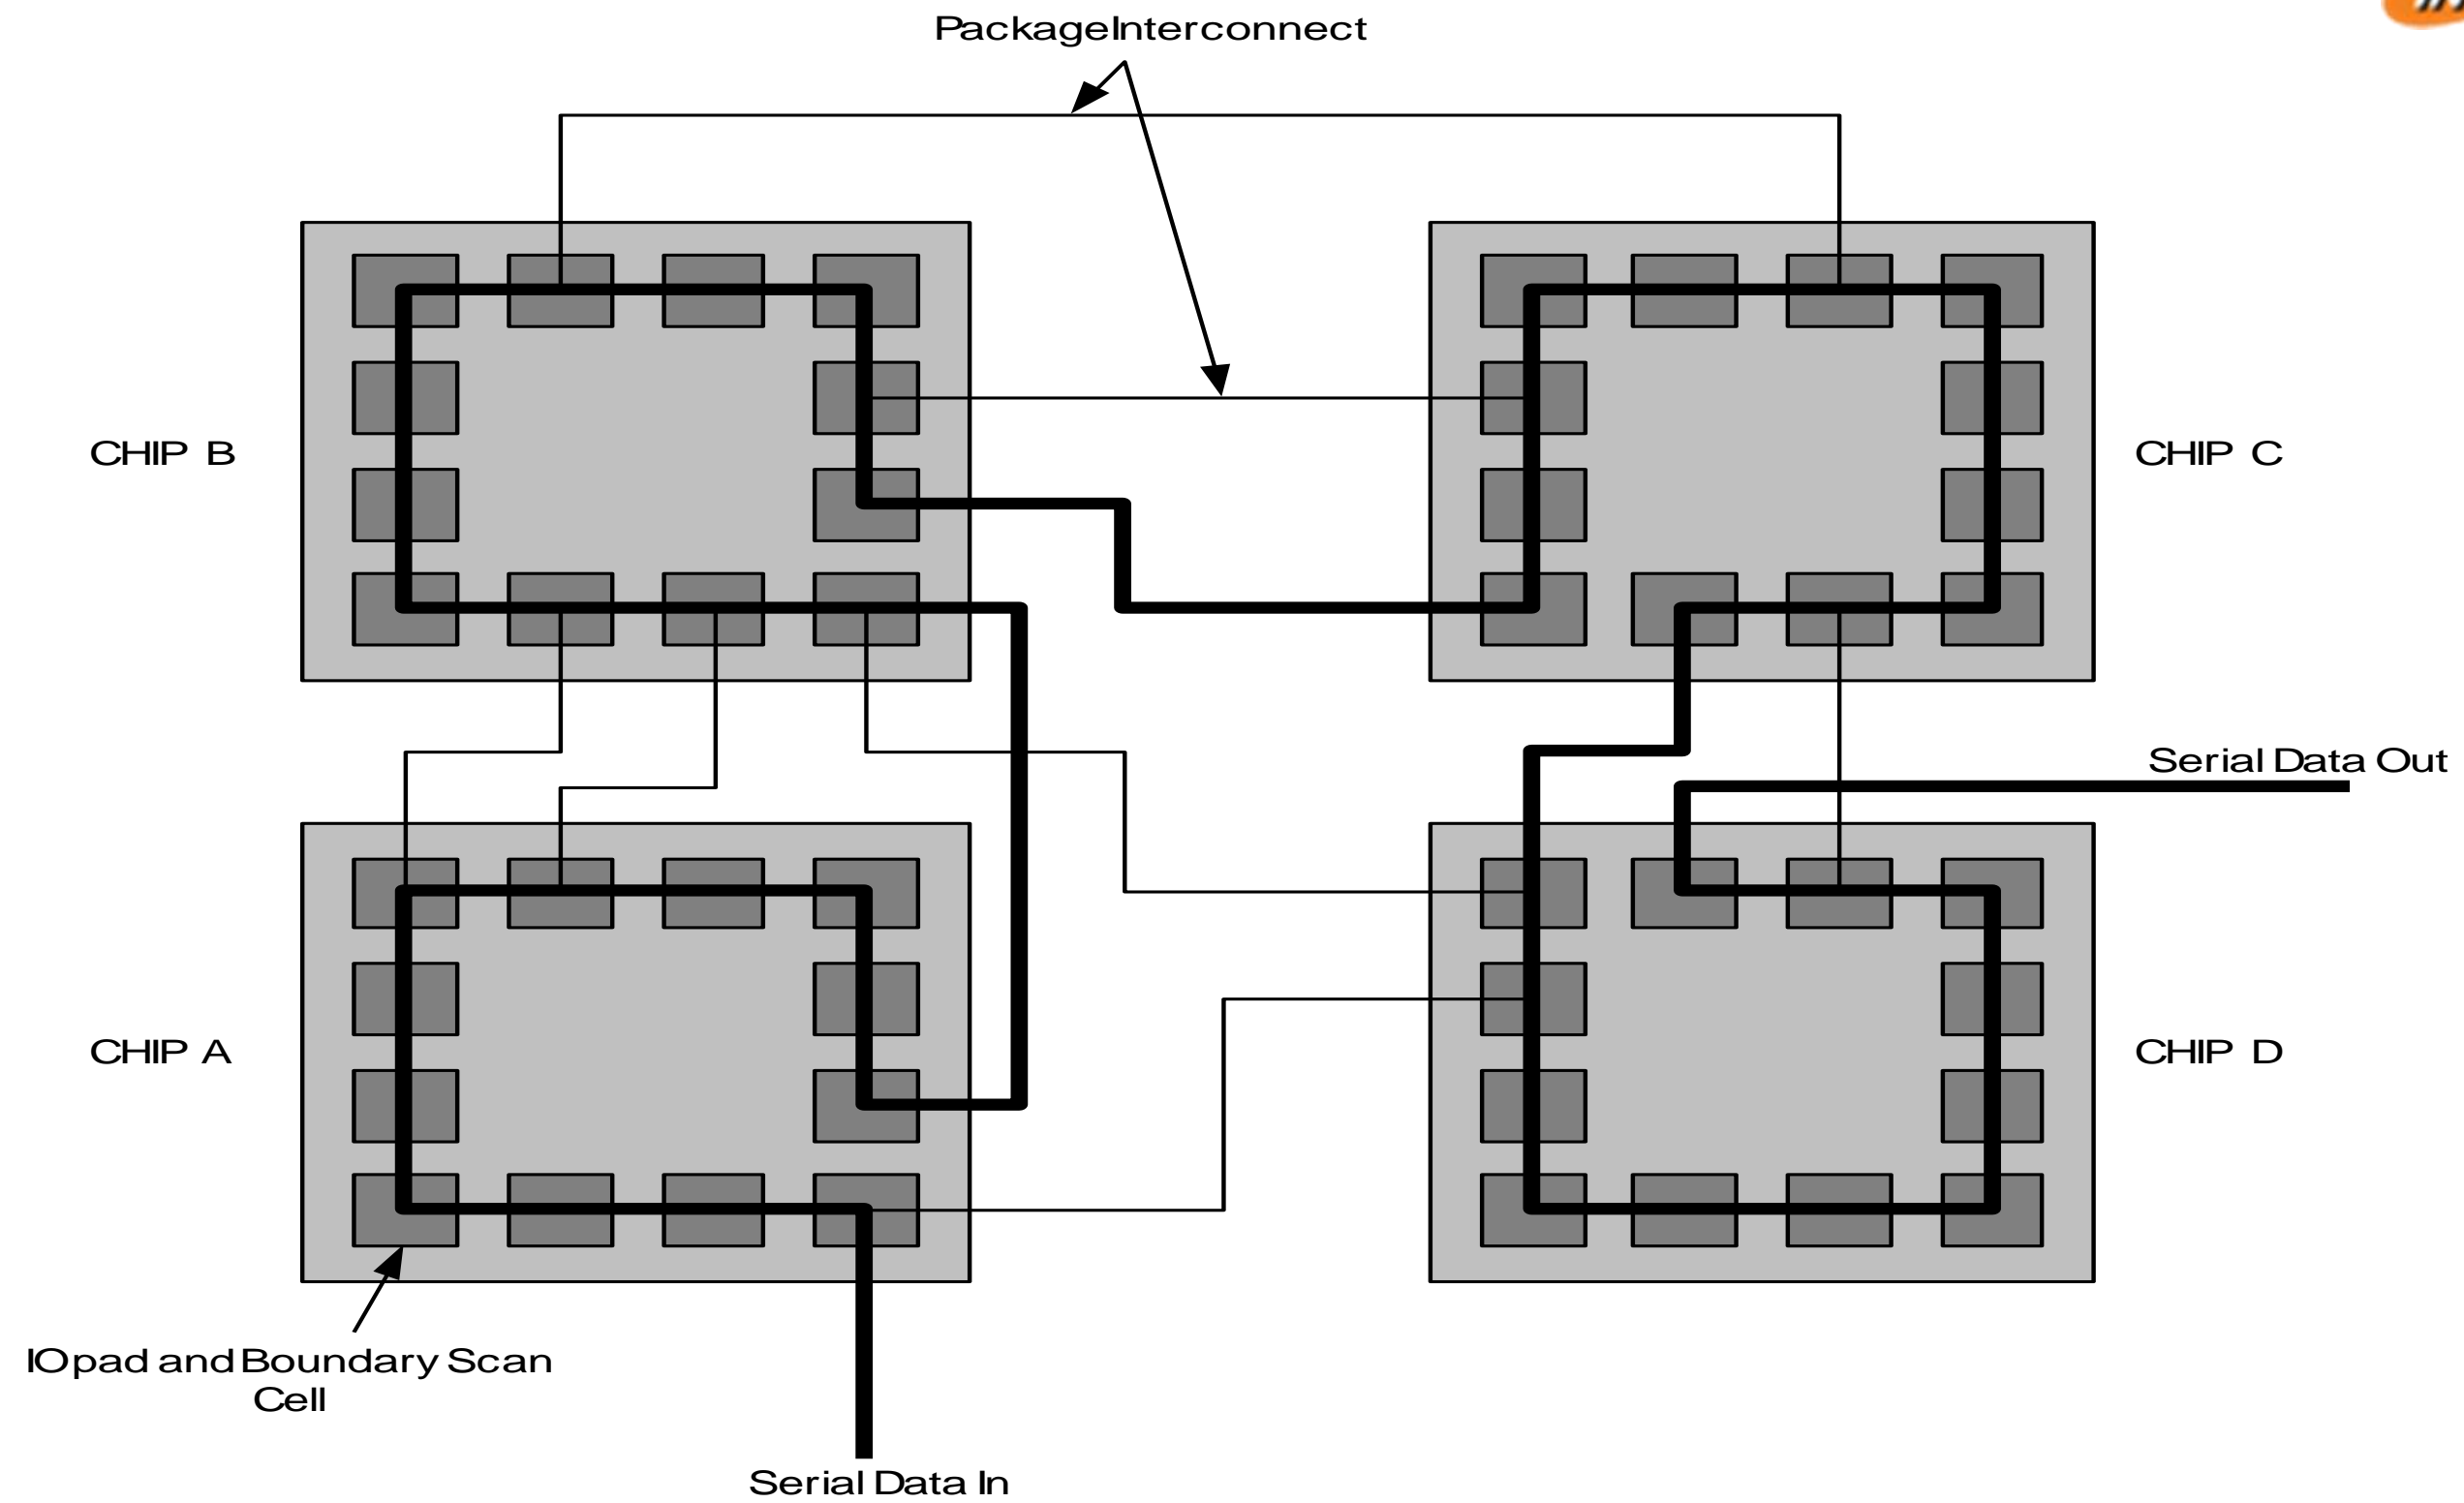 PackageInterconnect
CHIP B
CHIP C
Serial Data Out
CHIP A
CHIP D
IOpad and Boundary Scan
Cell
Serial Data In